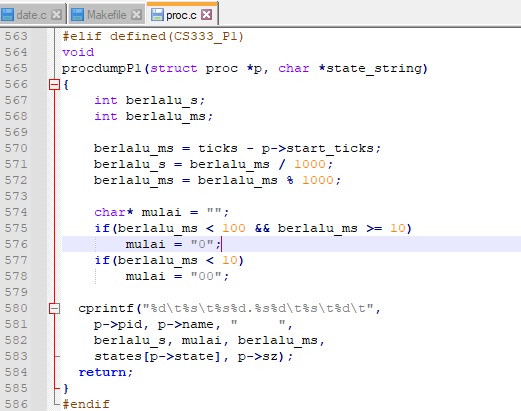 date.c Makefile proc.c
563 #elif defined(CS333_P1)
564 void
565 procdumpP1(struct proc *p, char *state_string)
566 {
567     int berlalu_s;
568     int berlalu_ms;
569
570     berlalu_ms = ticks - p->start_ticks;
571     berlalu_s = berlalu_ms / 1000;
572     berlalu_ms = berlalu_ms % 1000;
573
574     char* mulai = "";
575     if(berlalu_ms < 100 && berlalu_ms >= 10)
576         mulai = "0";
577     if(berlalu_ms < 10)
578         mulai = "00";
579
580   cprintf("%d\t%s\t%s%d.%s%d\t%s\t%d\t",
581     p->pid, p->name, "      ",
582     berlalu_s, mulai, berlalu_ms,
583     states[p->state], p->sz);
584   return;
585 }
586 #endif